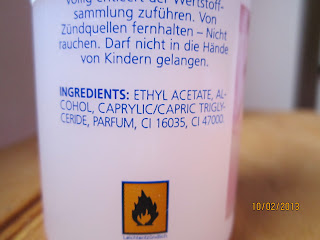 völlig entleert der Wertstoff-
sammlung zuführen. Von
Zündquellen fernhalten – Nicht
rauchen. Darf nicht in die Hände
von Kindern gelangen.
INGREDIENTS: ETHYL ACETATE, AL-
COHOL, CAPRYLIC/CAPRIC TRIGLY-
CERIDE, PARFUM, CI 16035, CI 47000.
Leichtentzündlich
10/02/2013